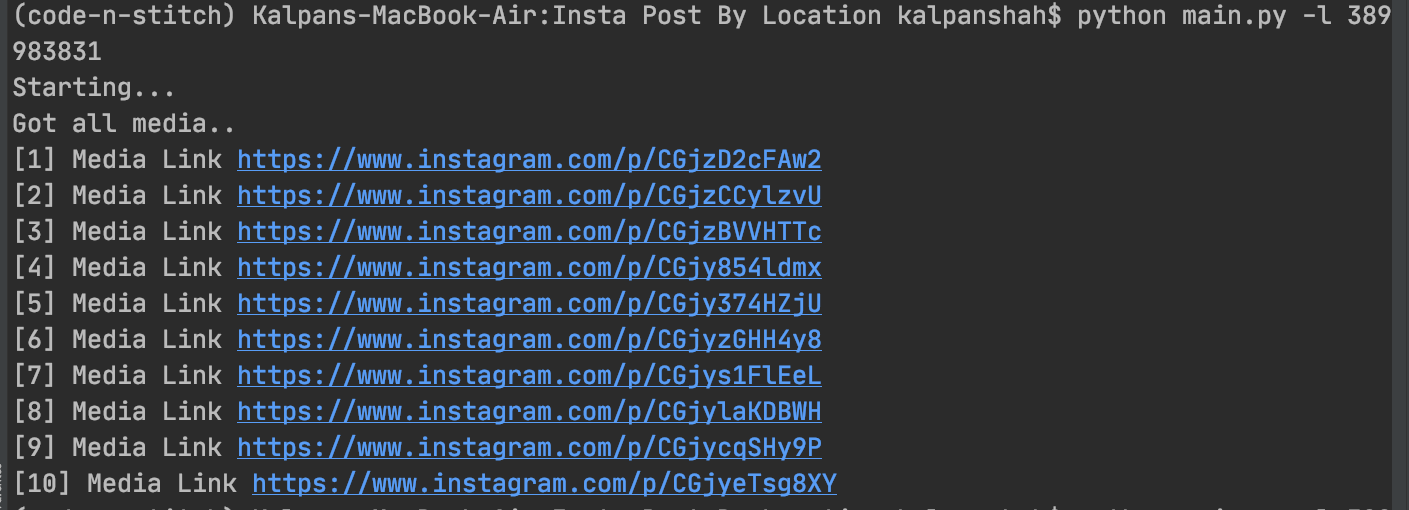 (code-n-stitch) Kalpans-MacBook-Air:Insta Post By Location kalpanshah$ python main.py -l 389
983831
Starting...
Got all media..
[1] Media Link https://www.instagram.com/p/CGjzD2cFAw2
[2] Media Link https://www.instagram.com/p/CGjzCCylzvU
[3] Media Link https://www.instagram.com/p/CGjzBVVHTTc
[4] Media Link https://www.instagram.com/p/CGjy854ldmx
[5] Media Link https://www.instagram.com/p/CGjy374HZjU
[6] Media Link https://www.instagram.com/p/CGjyzGHH4y8
[7] Media Link https://www.instagram.com/p/CGjys1FlEeL
[8] Media Link https://www.instagram.com/p/CGjylaKDBWH
[9] Media Link https://www.instagram.com/p/CGjycqSHy9P
[10] Media Link https://www.instagram.com/p/CGjyeTsg8XY